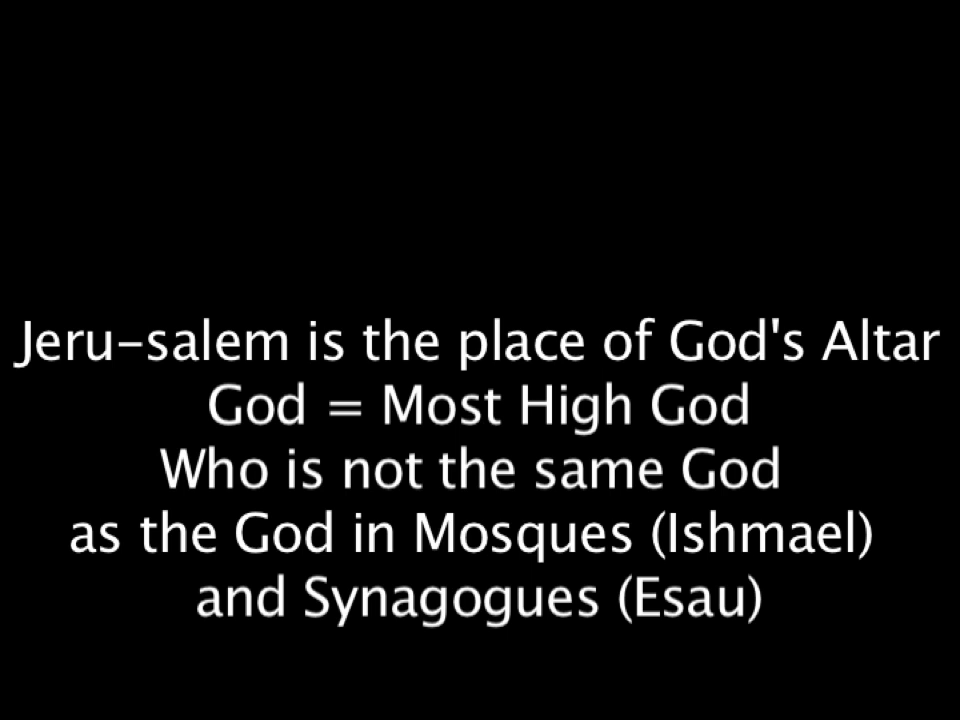 Jeru-salem is the place of God's Altar
God = Most High God
Who is not the same God
as the God in Mosques (Ishmael)
and Synagogues (Esau)